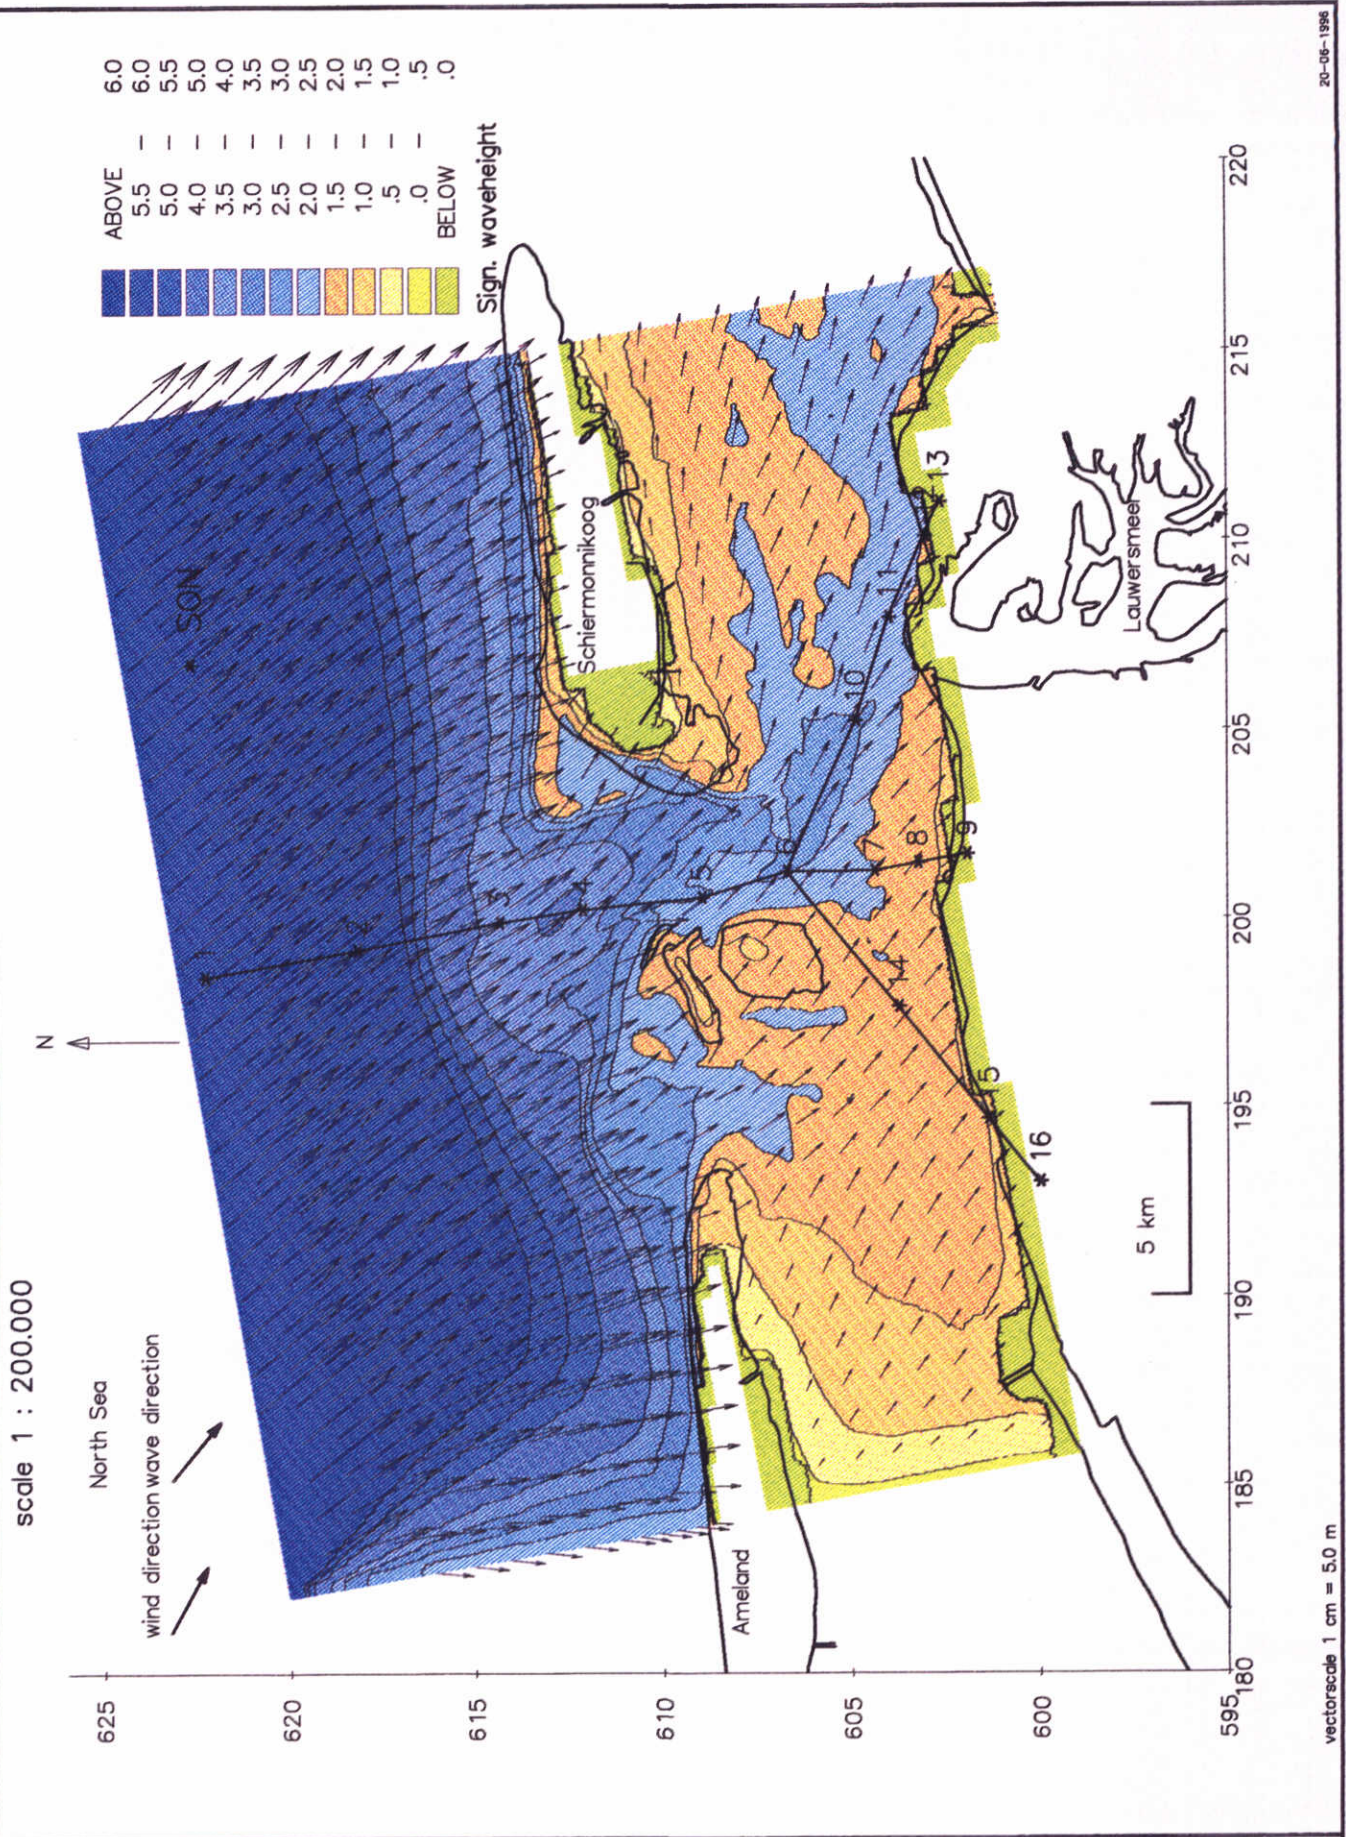 scale 1 : 200.000
North Sea
wind direction wave direction
N
ABOVE 6.0
5.5 – 6.0
5.0 – 5.5
4.0 – 5.0
3.5 – 4.0
3.0 – 3.5
2.5 – 3.0
2.0 – 2.5
1.5 – 2.0
1.0 – 1.5
.5 – 1.0
.0 – .5
BELOW .0
Sign. waveheight
625
620
615
610
605
600
595
SON
1
2
3
4
5
6
8
9
10
11
13
14
15
16
Schiermonnikoog
Ameland
Lauwersmeer
5 km
180
185
190
195
200
205
210
215
220
vectorscale 1 cm = 5.0 m
20-06-1996